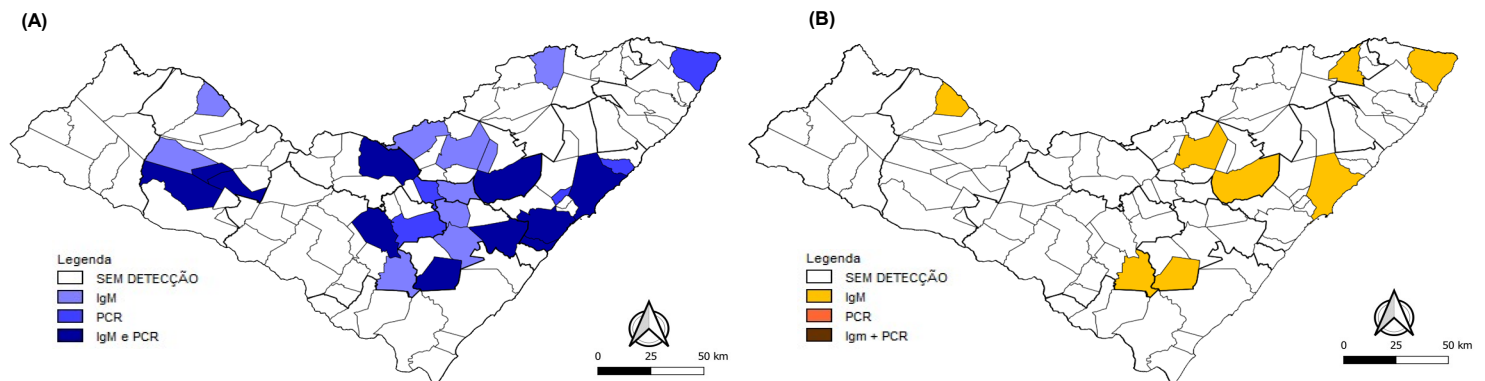 (A)
Legenda
SEM DETECÇÃO
IgM
PCR
IgM e PCR
0 25 50 km
(B)
Legenda
SEM DETECÇÃO
IgM
PCR
Igm + PCR
0 25 50 km